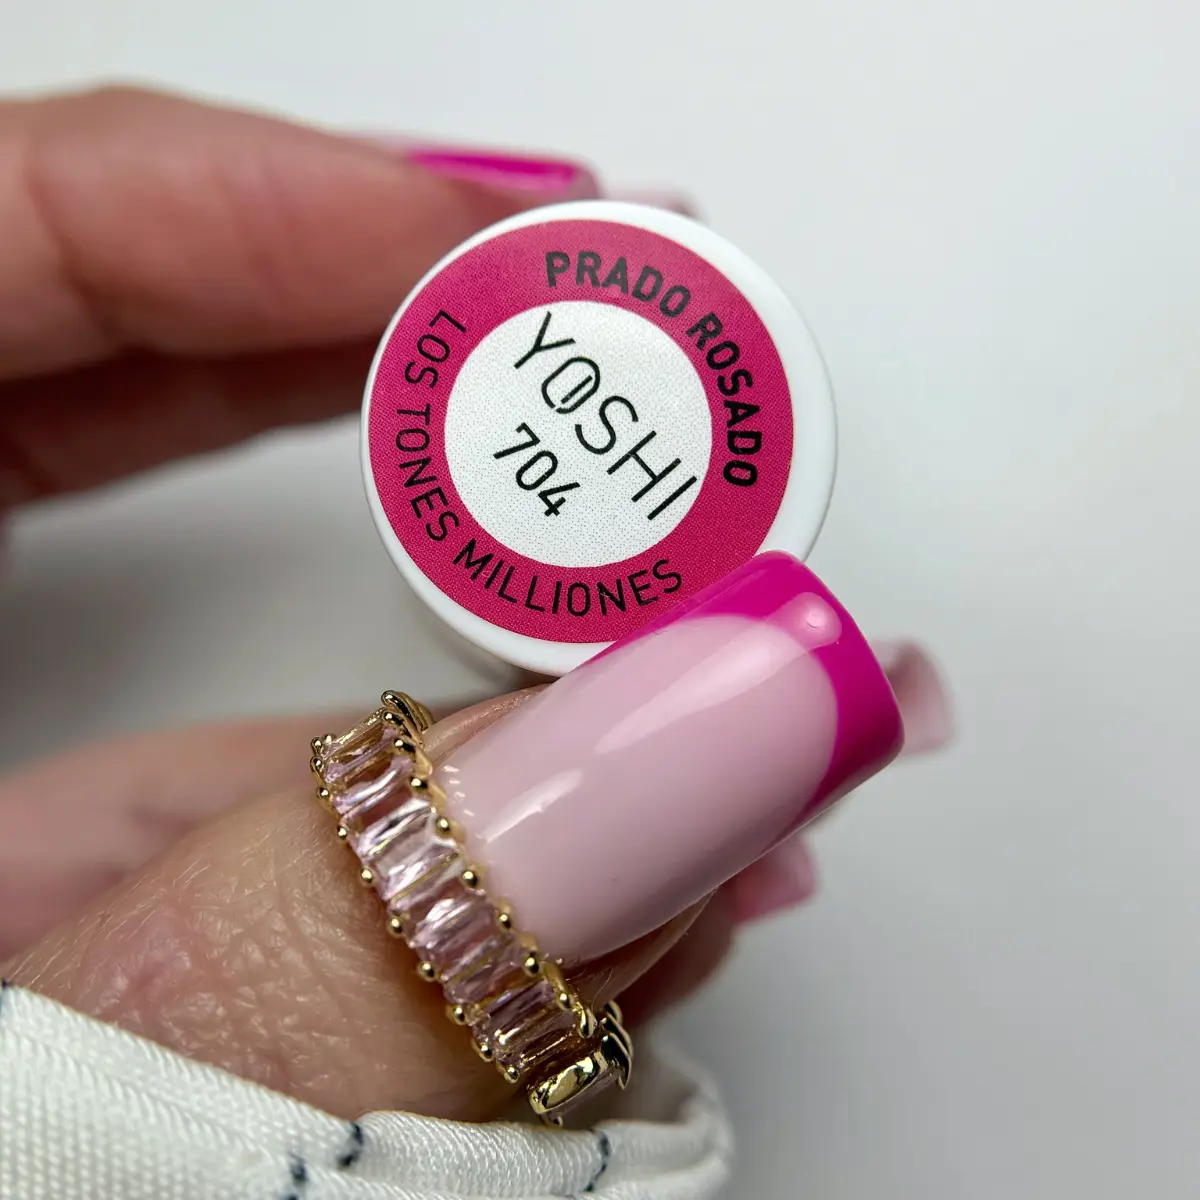 PRADO ROSADO
YOSHI
704
LOS TONES MILLIONES